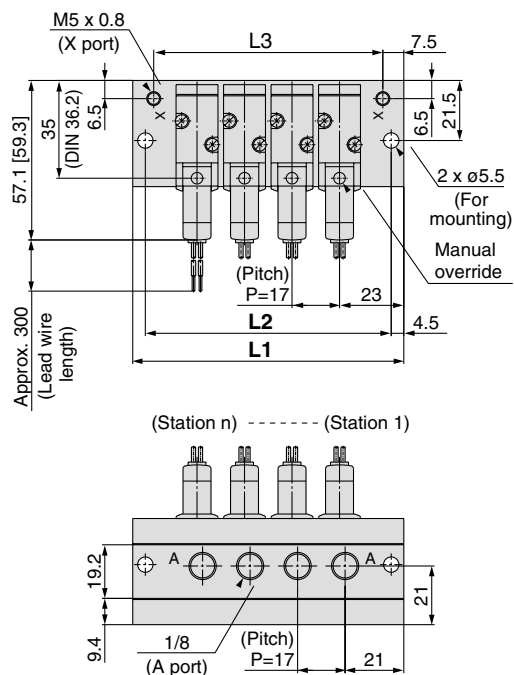 M5 x 0.8
(X port)
L3
7.5
6.5
35
(DIN 36.2)
57.1 [59.3]
X
X
6.5
21.5
2 x ø5.5
(For
mounting)
Manual
override
(Pitch)
P=17
23
Approx. 300
(Lead wire
length)
L2
4.5
L1
(Station n)
(Station 1)
A
A
19.2
9.4
21
1/8
(A port)
(Pitch)
P=17
21